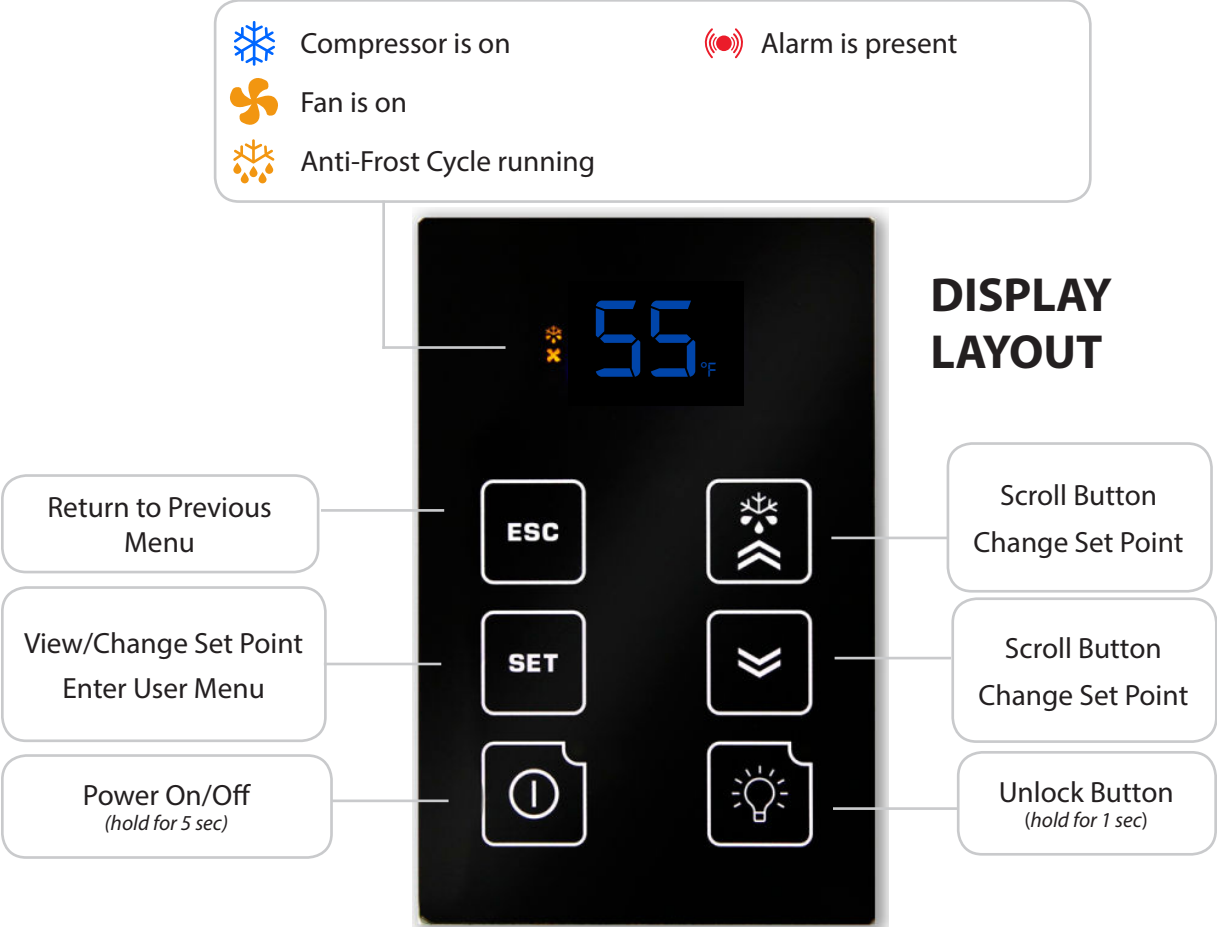 Compressor is on
Alarm is present
Fan is on
Anti-Frost Cycle running
DISPLAY
LAYOUT
55 °F
Return to Previous
Menu
ESC
Scroll Button
Change Set Point
View/Change Set Point
Enter User Menu
SET
Scroll Button
Change Set Point
Power On/Off
(hold for 5 sec)
Unlock Button
(hold for 1 sec)